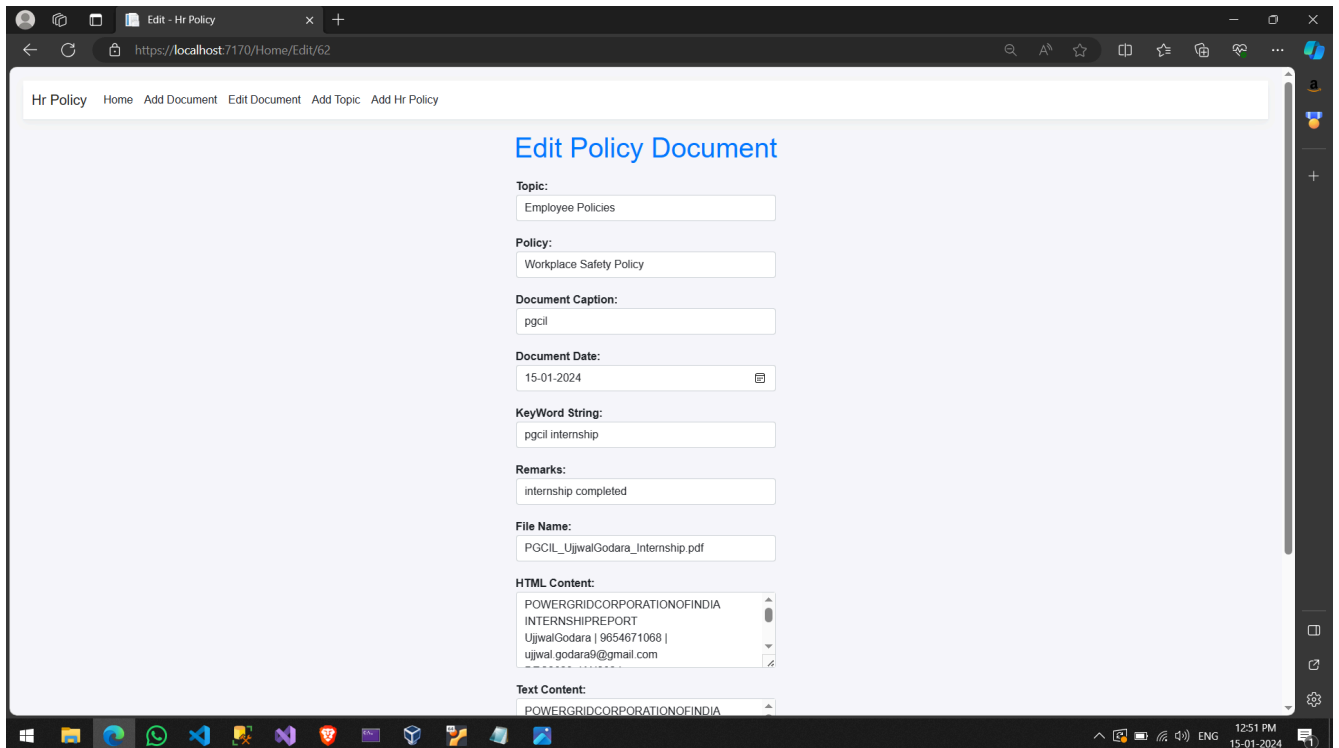 Edit - Hr Policy
https://localhost:7170/Home/Edit/62
Hr Policy Home Add Document Edit Document Add Topic Add Hr Policy
Edit Policy Document
Topic:
Employee Policies
Policy:
Workplace Safety Policy
Document Caption:
pgcil
Document Date:
15-01-2024
KeyWord String:
pgcil internship
Remarks:
internship completed
File Name:
PGCIL_UjjwalGodara_Internship.pdf
HTML Content:
POWERGRIDCORPORATIONOFINDIA
INTERNSHIPREPORT
UjjwalGodara | 9654671068 |
ujjwal.godara9@gmail.com
Text Content:
POWERGRIDCORPORATIONOFINDIA
ENG
12:51 PM
15-01-2024